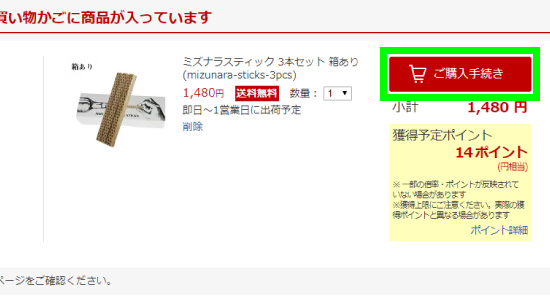 買い物かごに商品が入っています
箱あり
ミズナラスティック 3本セット 箱あり
(mizunara-sticks-3pcs)
1,480円 送料無料 数量： 1
即日～1営業日に出荷予定
削除
ご購入手続き
小計 1,480 円
獲得予定ポイント
14ポイント
(円相当)
※ 一部の倍率・ポイントが反映されて
いない場合があります
※獲得上限にご注意ください。実際の獲
得ポイントと異なる場合があります
ポイント詳細
ページをご確認ください。